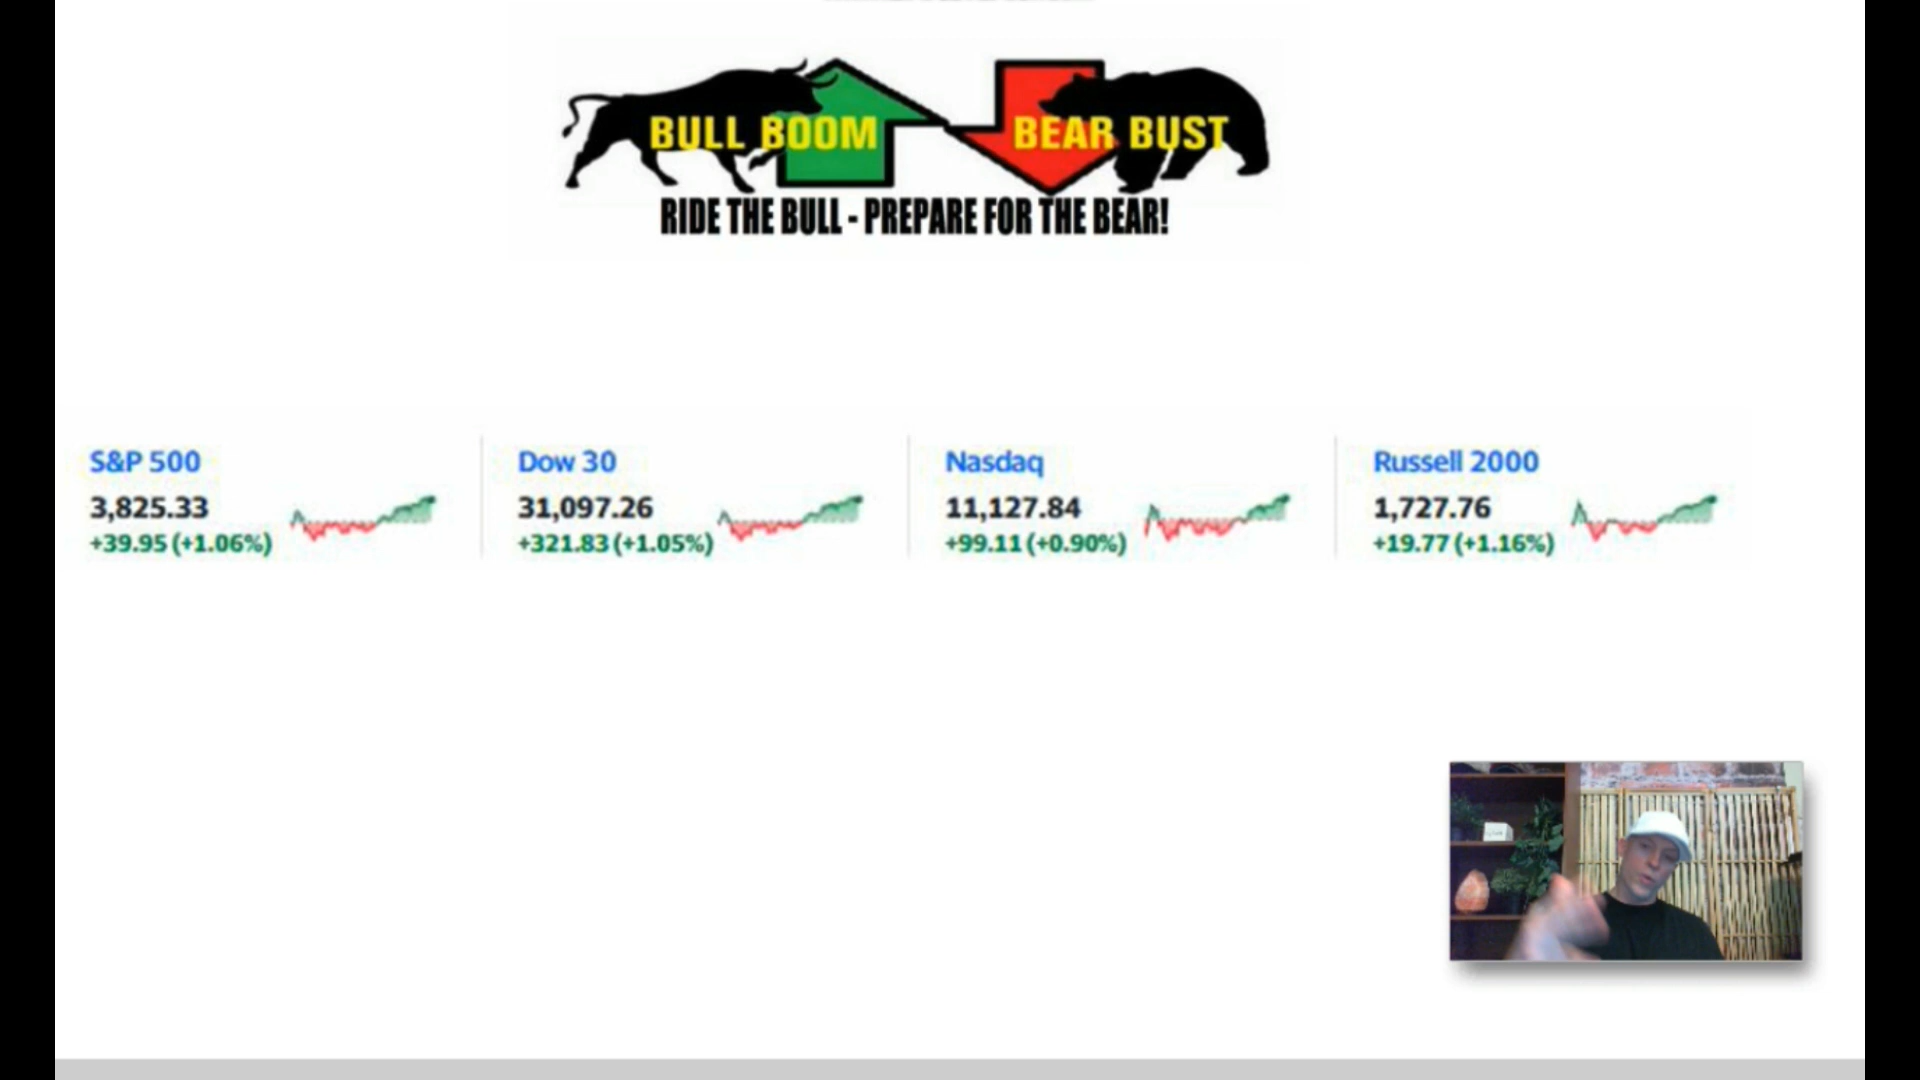 BULL BOOM BEAR BUST
RIDE THE BULL - PREPARE FOR THE BEAR!
S&P 500
3,825.33
+39.95 (+1.06%)
Dow 30
31,097.26
+321.83 (+1.05%)
Nasdaq
11,127.84
+99.11 (+0.90%)
Russell 2000
1,727.76
+19.77 (+1.16%)